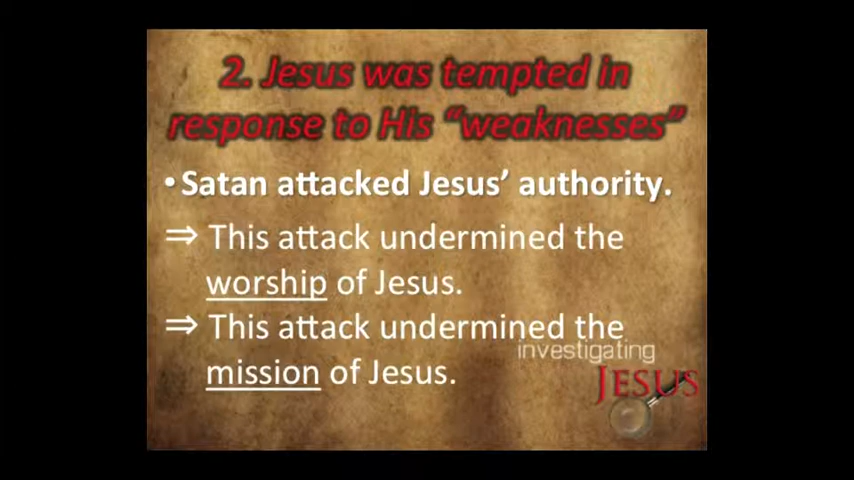 2. Jesus was tempted in
response to His “weaknesses”
• Satan attacked Jesus’ authority.
⇒ This attack undermined the
worship of Jesus.
⇒ This attack undermined the
mission of Jesus.
investigating
JESUS